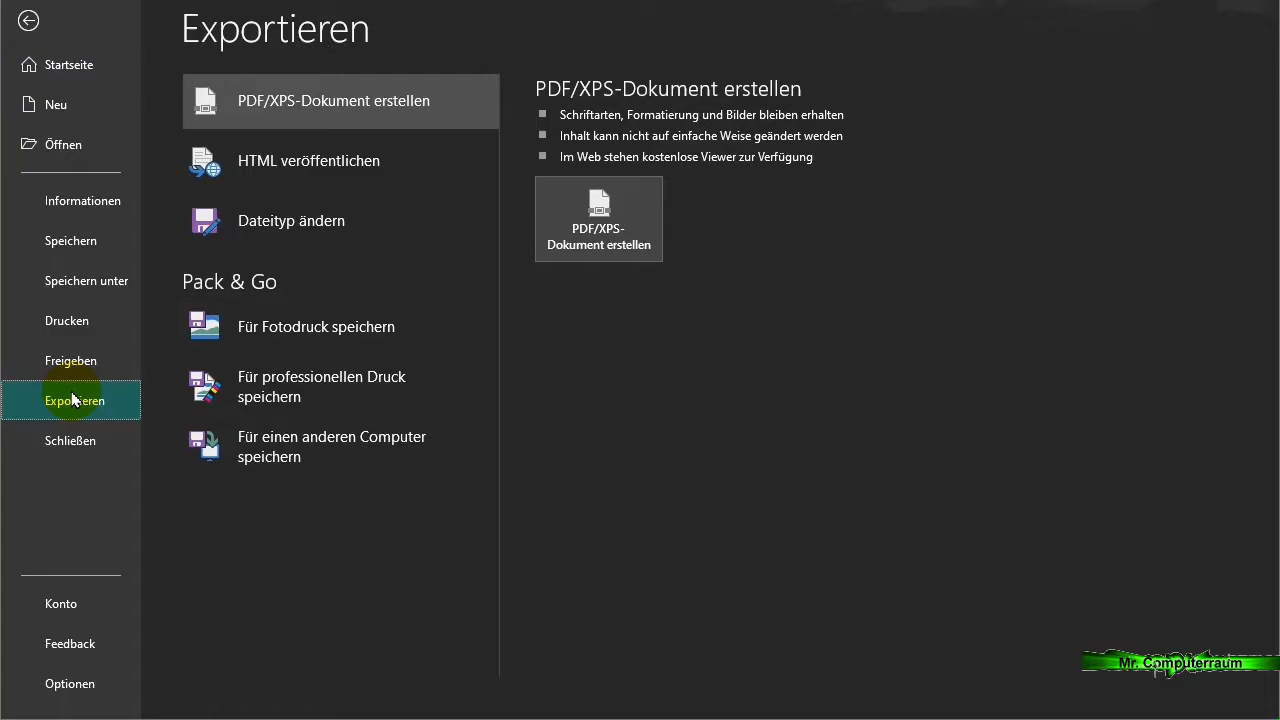 Exportieren
Startseite
Neu
Öffnen
Informationen
Speichern
Speichern unter
Drucken
Freigeben
Exportieren
Schließen
Konto
Feedback
Optionen
PDF/XPS-Dokument erstellen
HTML veröffentlichen
Dateityp ändern
Pack & Go
Für Fotodruck speichern
Für professionellen Druck
speichern
Für einen anderen Computer
speichern
PDF/XPS-Dokument erstellen
Schriftarten, Formatierung und Bilder bleiben erhalten
Inhalt kann nicht auf einfache Weise geändert werden
Im Web stehen kostenlose Viewer zur Verfügung
PDF/XPS-
Dokument erstellen
Mr. Computerraum